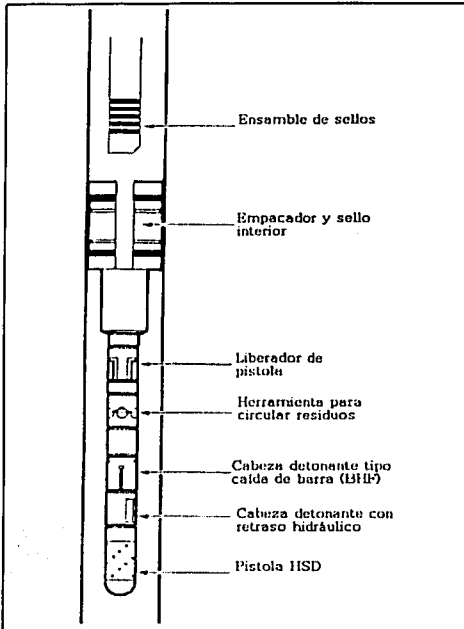 Ensamble de sellos
Empacador y sello
interior
Liberador de
pistola
Herramienta para
circular residuos
Cabeza detonante tipo
caída de barra (BHF)
Cabeza detonante con
retraso hidráulico
Pistola HSD